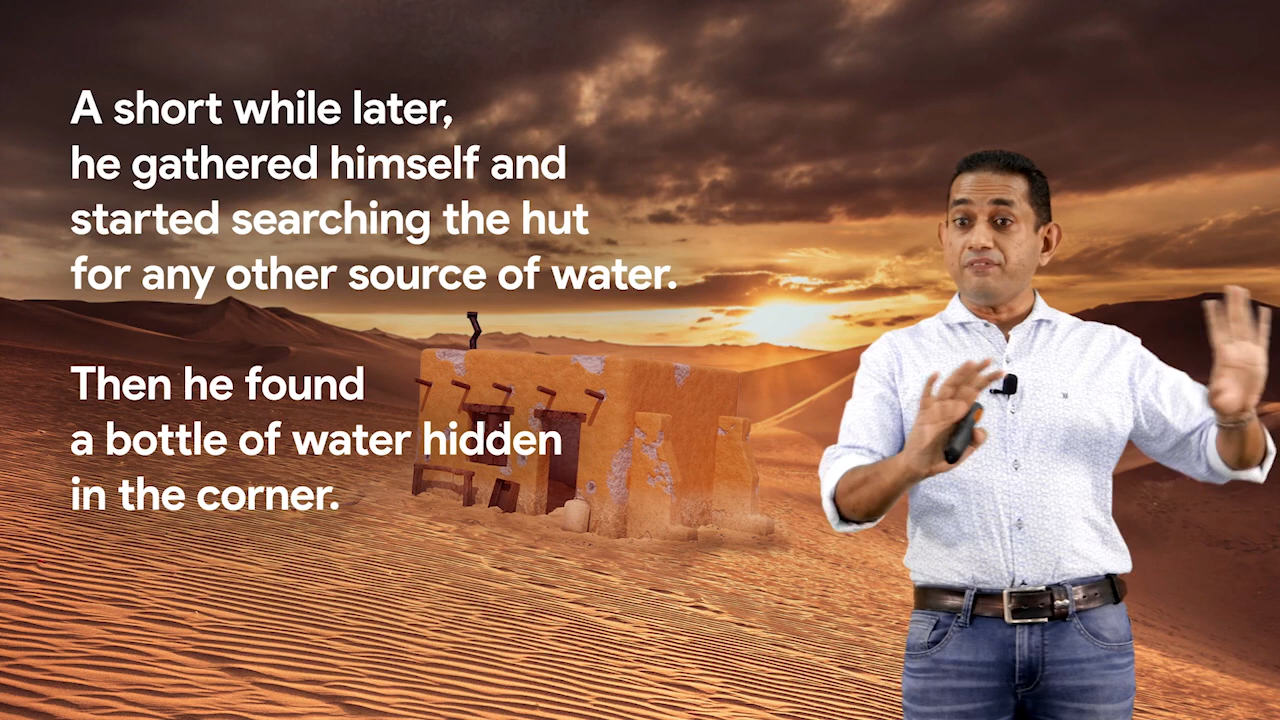 A short while later,
he gathered himself and
started searching the hut
for any other source of water.
Then he found
a bottle of water hidden
in the corner.